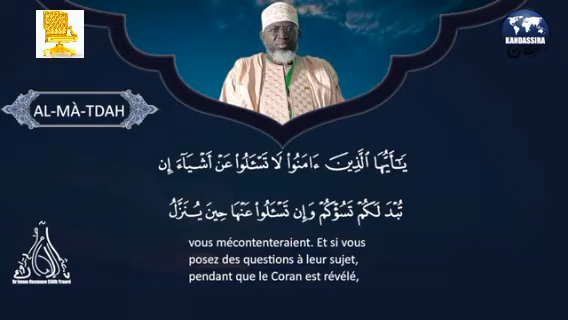 KANDASSIRA
AL-MÀ-TDAH
يَٰٓأَيُّهَا ٱلَّذِينَ ءَامَنُوا۟ لَا تَسْـَٔلُوا۟ عَنْ أَشْيَآءَ إِن
تُبْدَ لَكُمْ تَسُؤْكُمْ وَإِن تَسْـَٔلُوا۟ عَنْهَا حِينَ يُنَزَّلُ
vous mécontenteraient. Et si vous
posez des questions à leur sujet,
pendant que le Coran est révélé,